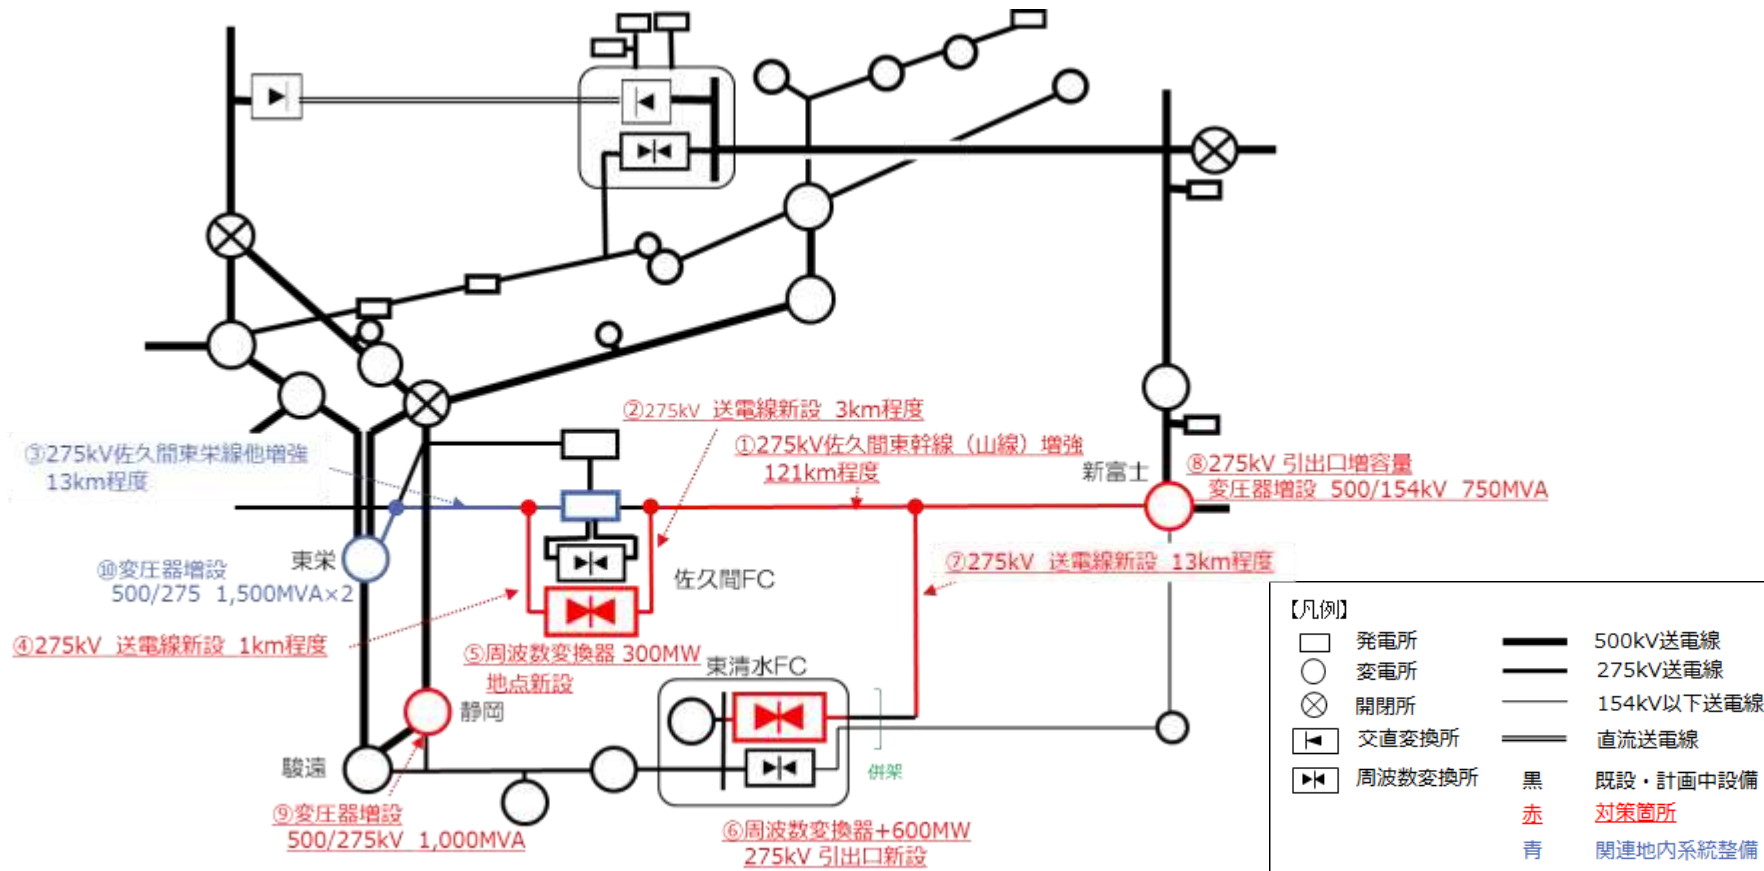 ②275kV 送電線新設 3km程度
③275kV佐久間東栄線他増強
13km程度
①275kV佐久間東幹線（山線）増強
121km程度
新富士
⑧275kV 引出口増容量
変圧器増設 500/154kV 750MVA
東栄
⑩変圧器増設
500/275 1,500MVA×2
佐久間FC
⑦275kV 送電線新設 13km程度
④275kV 送電線新設 1km程度
⑤周波数変換器 300MW
地点新設
東清水FC
静岡
駿遠
併架
⑨変圧器増設
500/275kV 1,000MVA
⑥周波数変換器+600MW
275kV 引出口新設
【凡例】
発電所
500kV送電線
変電所
275kV送電線
開閉所
154kV以下送電線
交直変換所
直流送電線
周波数変換所
黒 既設・計画中設備
赤 対策箇所
青 関連地内系統整備